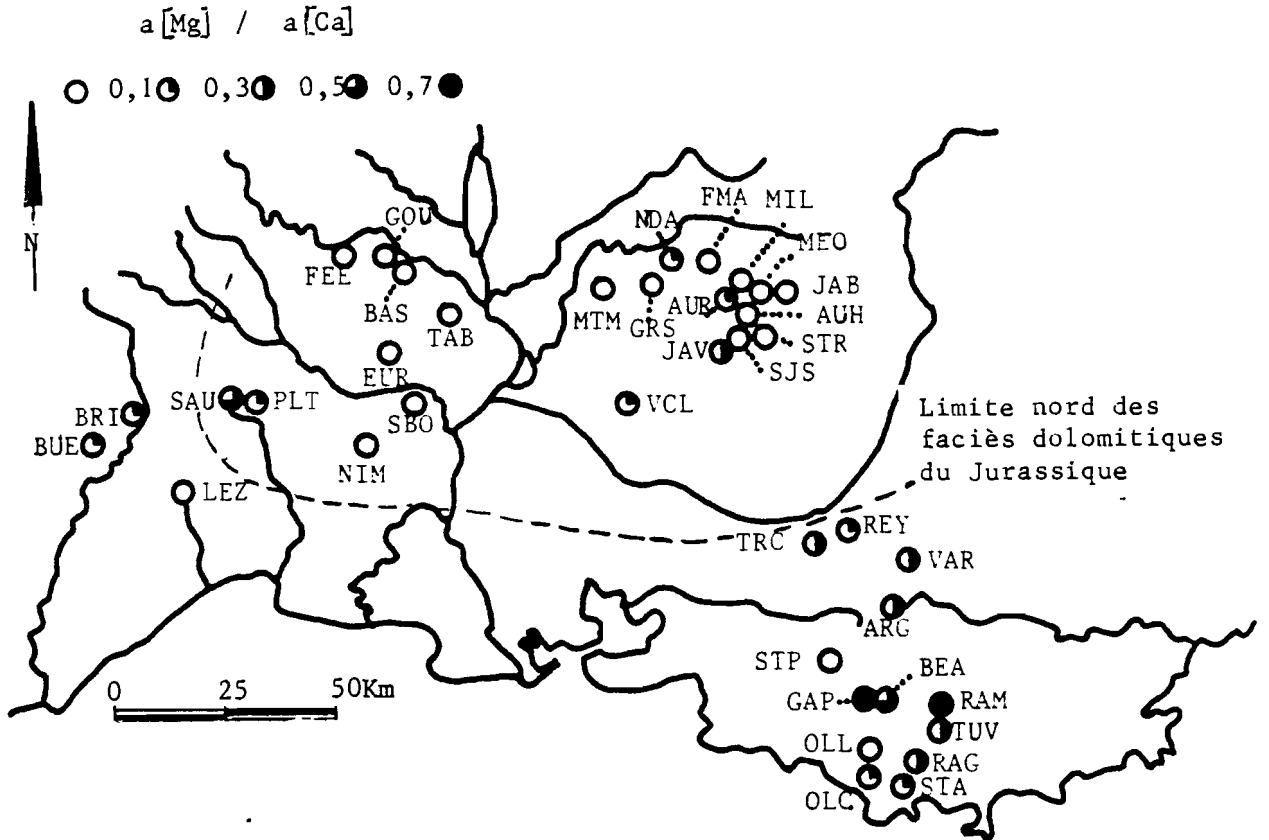 a[Mg] / a[Ca]
0,1 0,3 0,5 0,7
N
GOU
FEE
BAS
TAB
EUR
SBO
NIM
SAU
PLT
BRI
BUE
LEZ
NDA
FMA
MIL
MEO
JAB
MTM
GRS
AUR
AUH
JAV
STR
SJS
VCL
Limite nord des
faciès dolomitiques
du Jurassique
TRC
REY
VAR
ARG
STP
BEA
GAP
RAM
TUV
OLL
RAG
OLC
STA
0 25 50Km